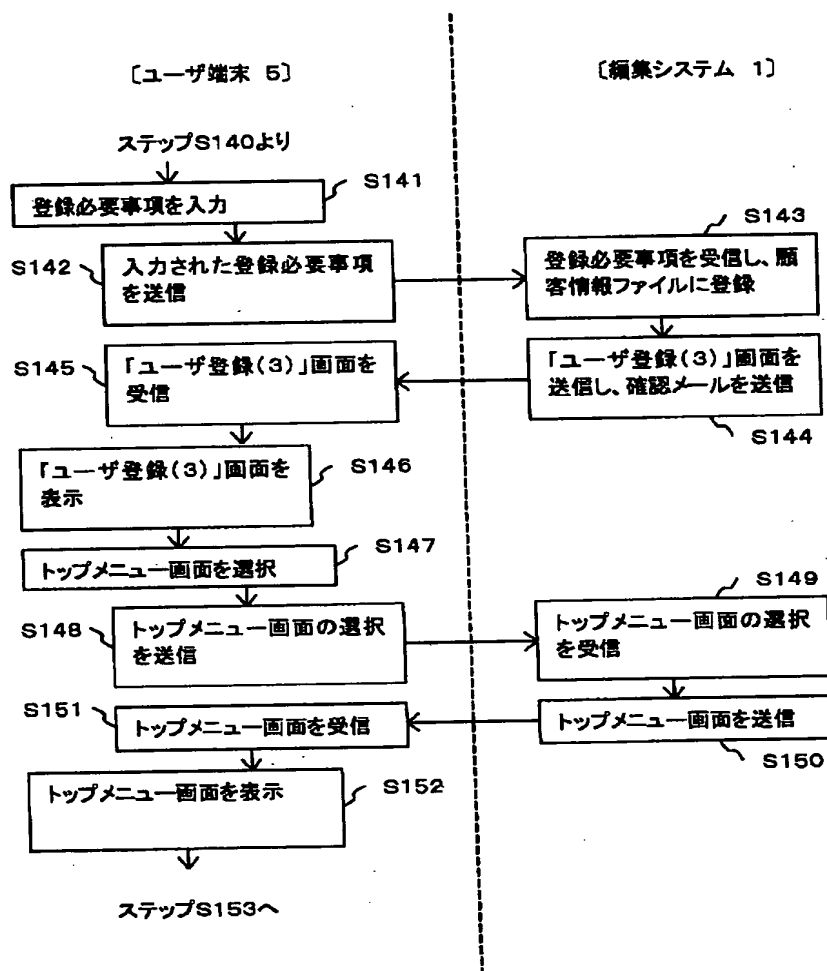 〔ユーザ端末 5〕
〔編集システム 1〕
ステップS140より
S141
登録必要事項を入力
S142
入力された登録必要事項
を送信
S143
登録必要事項を受信し、顧
客情報ファイルに登録
S145
「ユーザ登録(3)」画面を
受信
「ユーザ登録(3)」画面を
送信し、確認メールを送信
S144
「ユーザ登録(3)」画面を
表示
S146
トップメニュー画面を選択
S147
S148
トップメニュー画面の選択
を送信
S149
トップメニュー画面の選択
を受信
S151
トップメニュー画面を受信
トップメニュー画面を送信
S150
トップメニュー画面を表示
S152
ステップS153へ